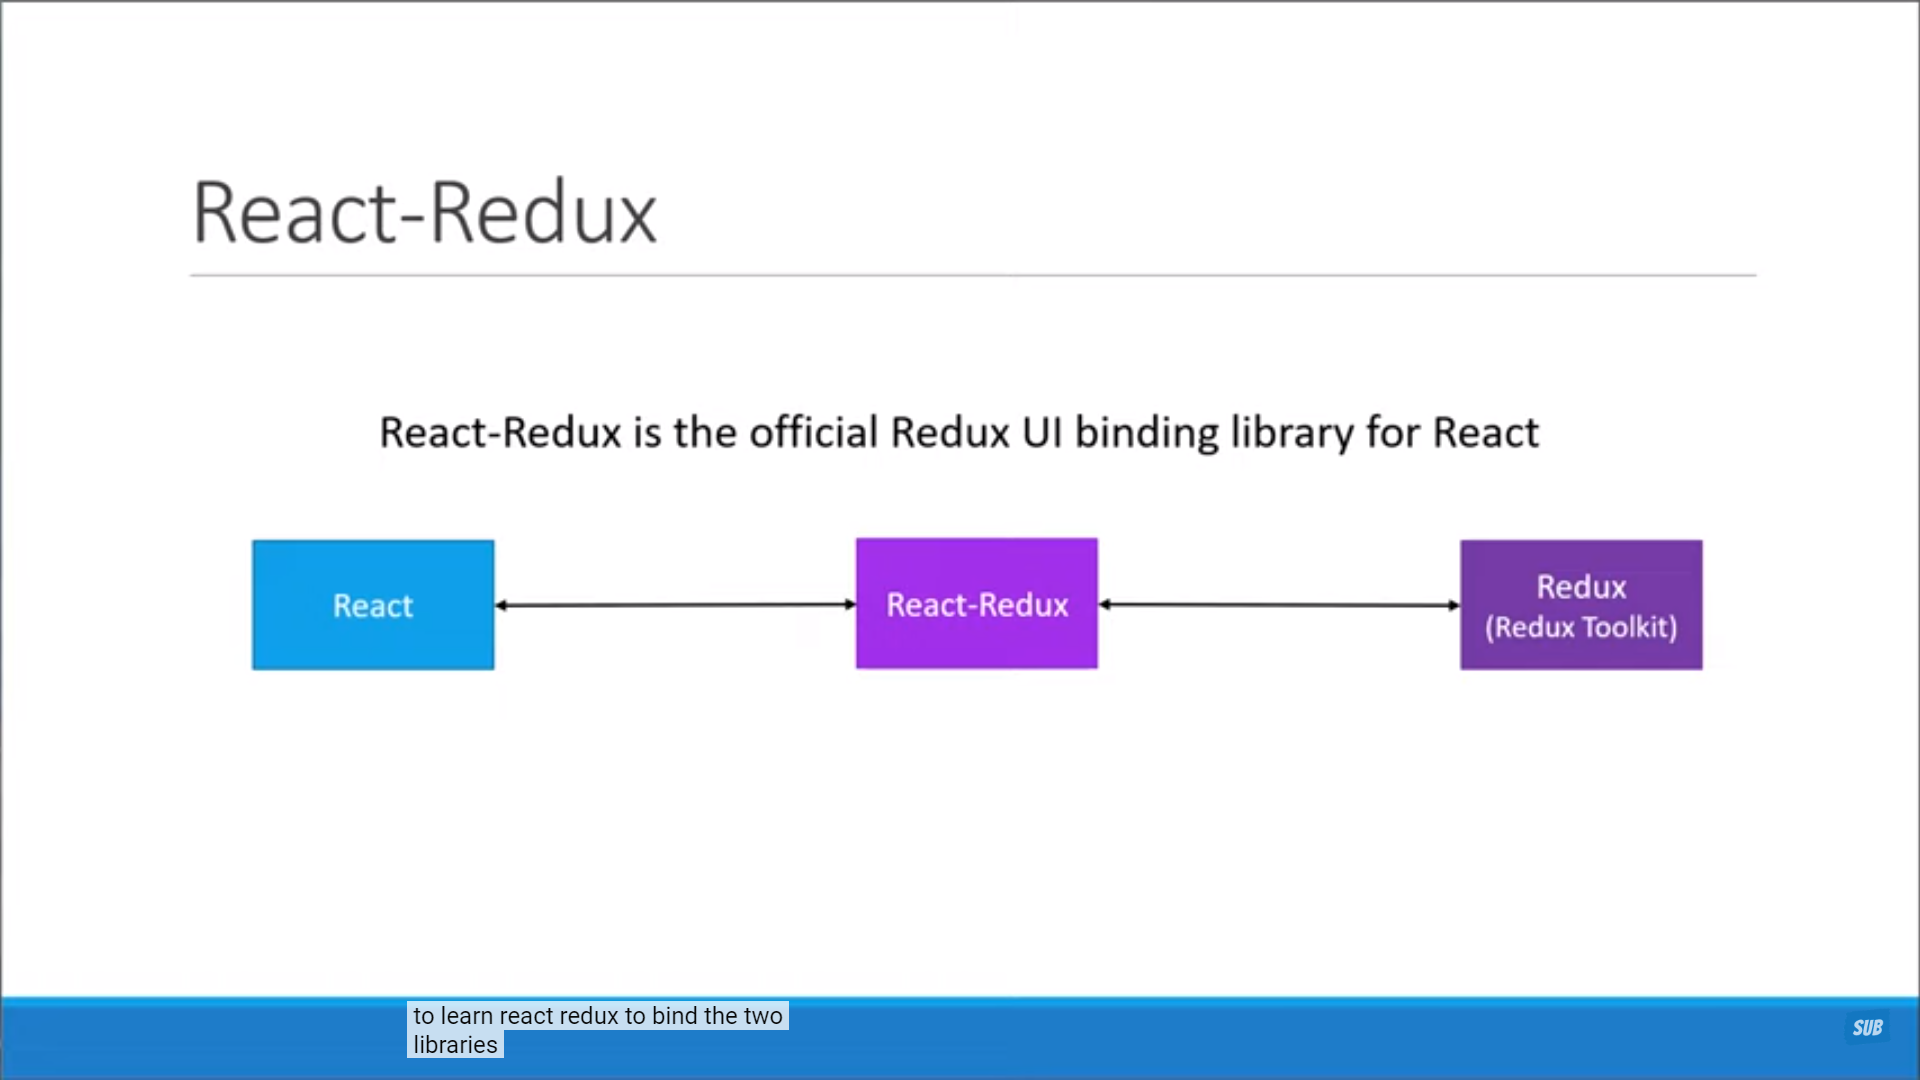 React-Redux
React-Redux is the official Redux UI binding library for React
React
React-Redux
Redux
(Redux Toolkit)
to learn react redux to bind the two
libraries
SUB